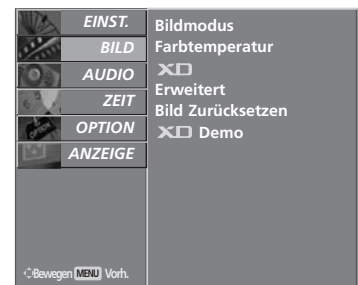 EINST.
BILD
AUDIO
ZEIT
OPTION
ANZEIGE
Bewegen MENU Vorh.
Bildmodus
Farbtemperatur
XD
Erweitert
Bild Zurücksetzen
XD Demo